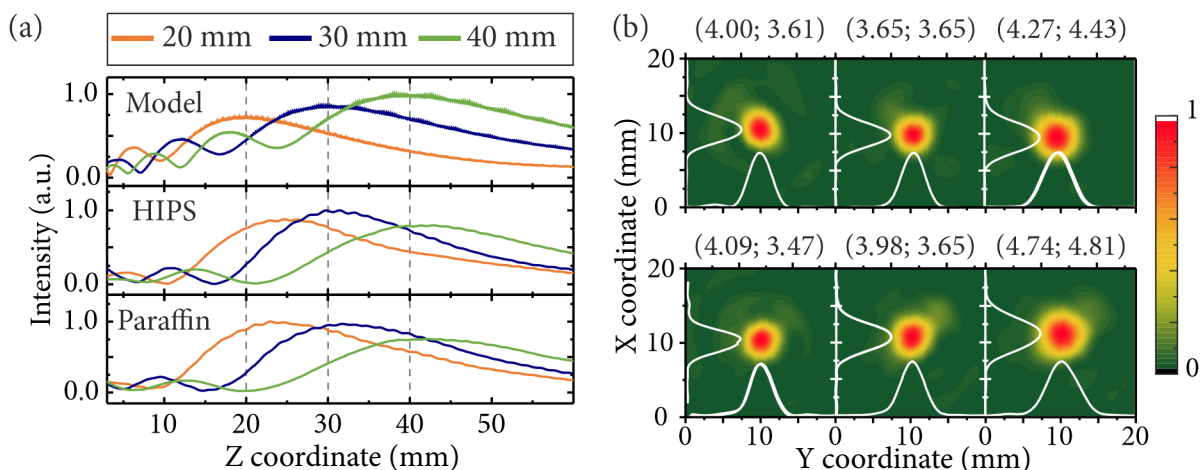 (a)
20 mm 30 mm 40 mm
Intensity (a.u.)
1.0
0.0
Model
1.0
0.0
HIPS
1.0
0.0
Paraffin
10 20 30 40 50
Z coordinate (mm)
(b)
(4.00; 3.61) (3.65; 3.65) (4.27; 4.43)
X coordinate (mm)
20
10
0
(4.09; 3.47) (3.98; 3.65) (4.74; 4.81)
20
10
0
0 10 0 10 0 10 20
Y coordinate (mm)
1
0